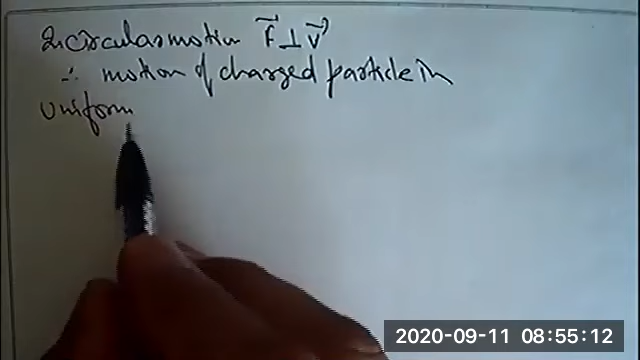 In circular motion F⃗ ⊥ V⃗
∴ motion of charged particle in
Uniform
2020-09-11 08:55:12